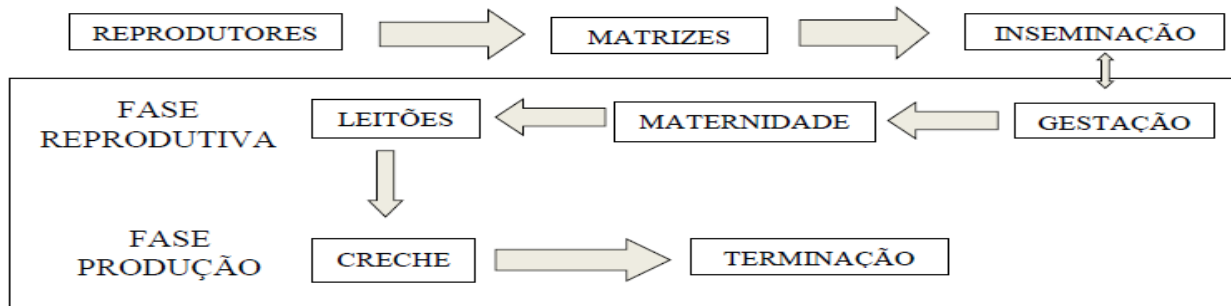 REPRODUTORES
MATRIZES
INSEMINAÇÃO
FASE
REPRODUTIVA
LEITÕES
MATERNIDADE
GESTAÇÃO
FASE
PRODUÇÃO
CRECHE
TERMINAÇÃO